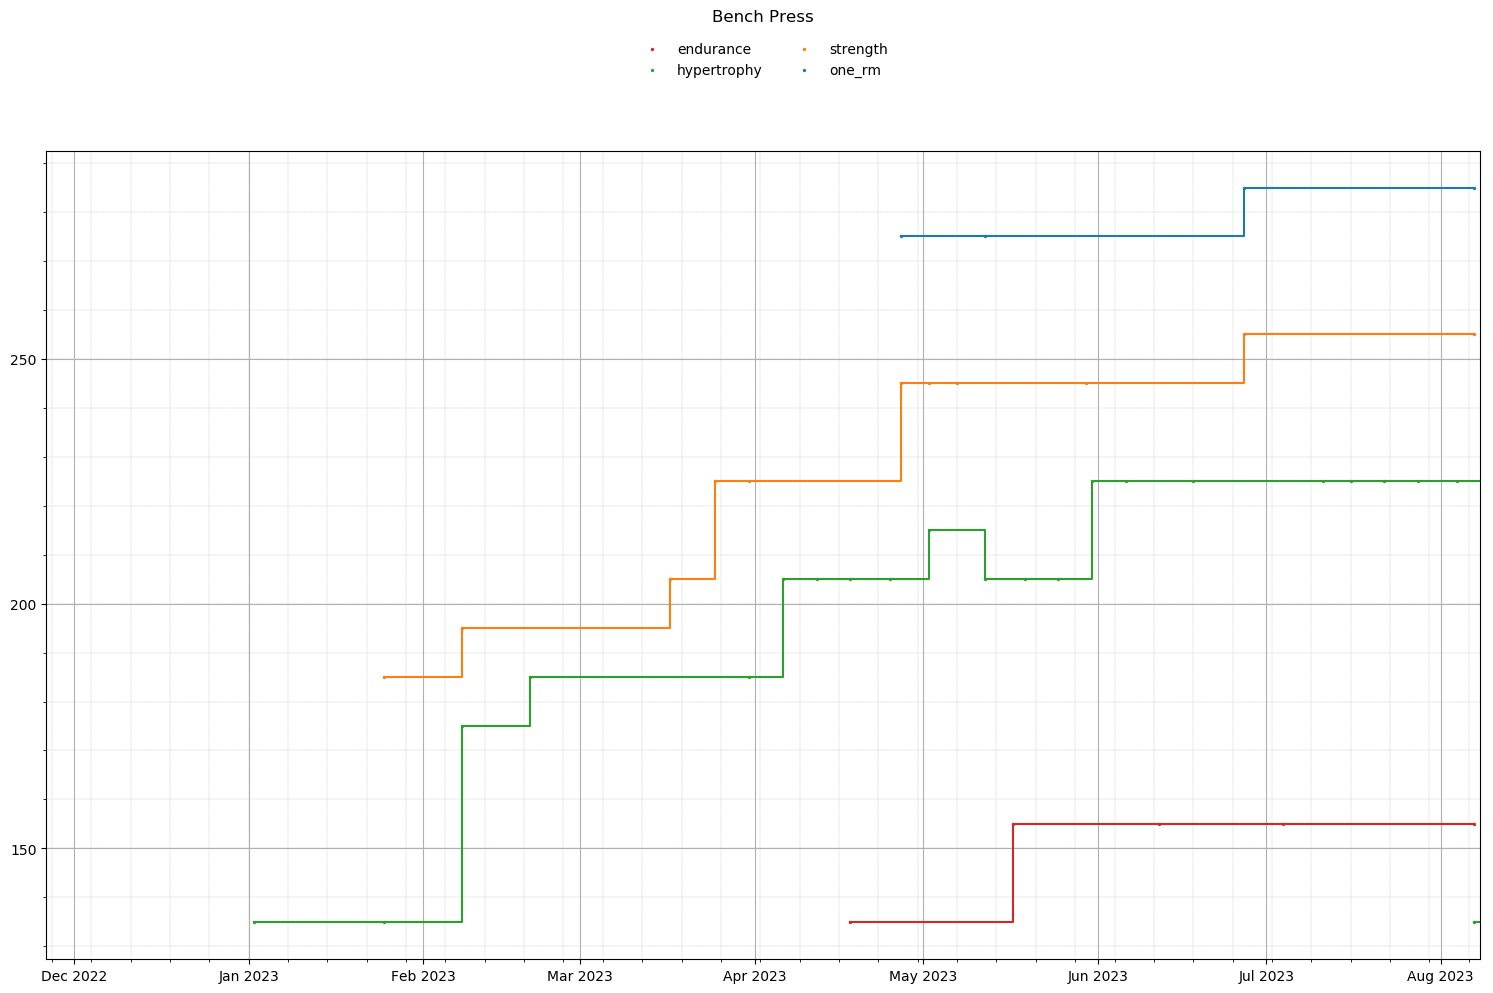 Bench Press
endurance
strength
hypertrophy
one_rm
250
200
150
Dec 2022
Jan 2023
Feb 2023
Mar 2023
Apr 2023
May 2023
Jun 2023
Jul 2023
Aug 2023